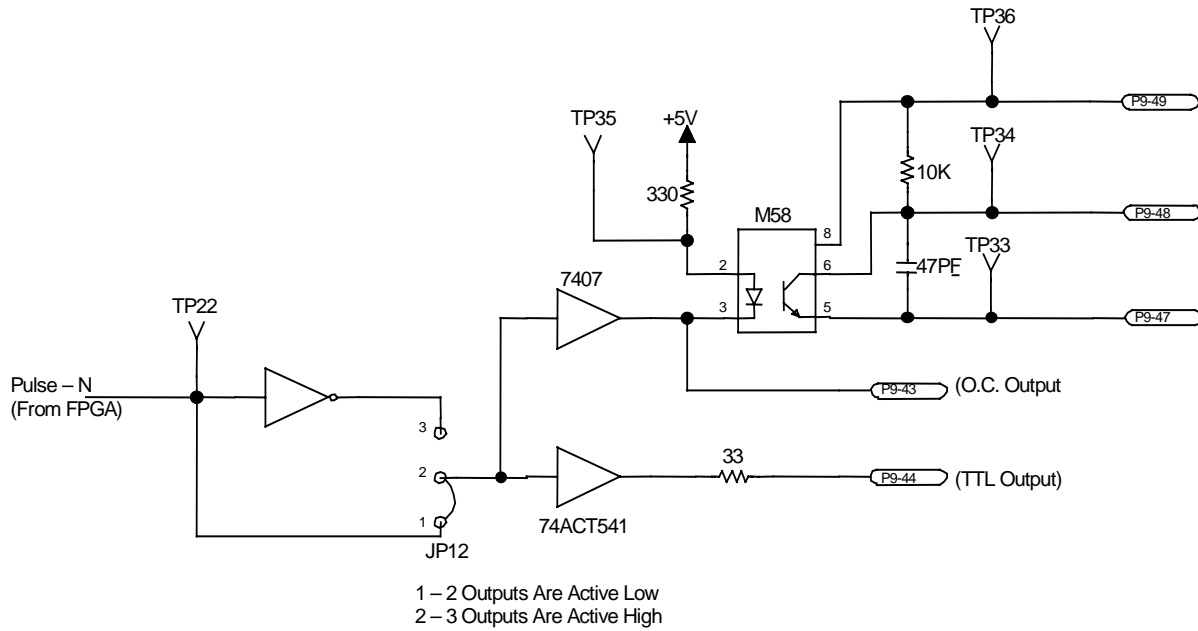 TP36
P9-49
TP35
+5V
TP34
10K
330
M58
8
P9-48
2
6
TP33
47PF
7407
TP22
3
5
P9-47
Pulse – N
(From FPGA)
P9-43
(O.C. Output
3
2
33
P9-44
(TTL Output)
1
74ACT541
JP12
1 – 2 Outputs Are Active Low
2 – 3 Outputs Are Active High